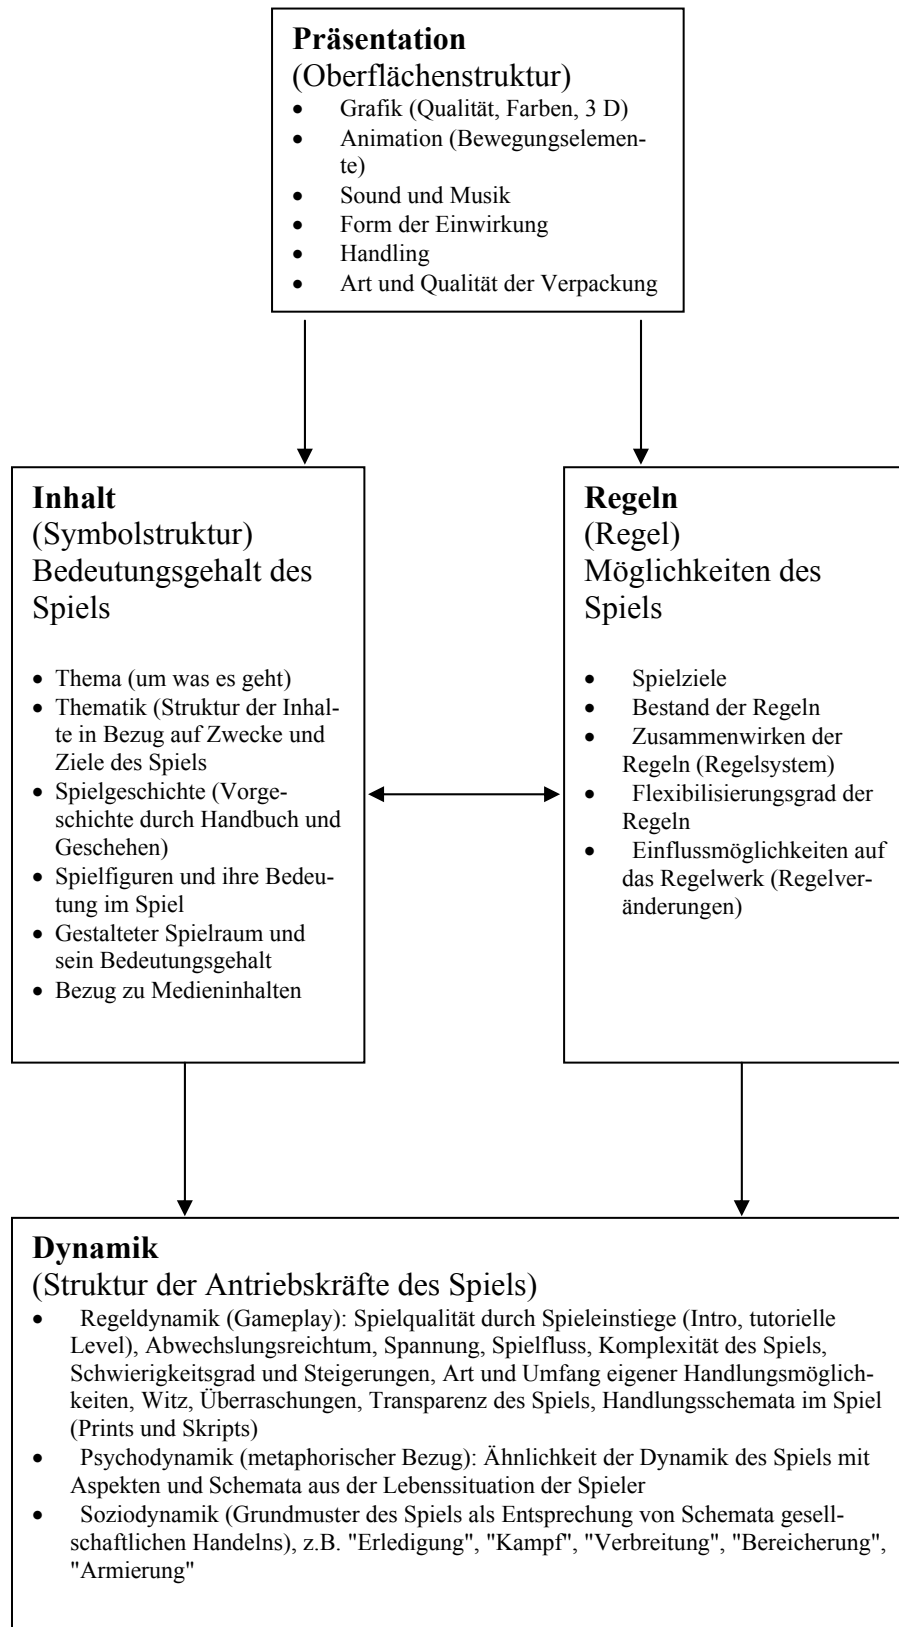 Präsentation
(Oberflächenstruktur)
• Grafik (Qualität, Farben, 3 D)
• Animation (Bewegungselemen-
te)
• Sound und Musik
• Form der Einwirkung
• Handling
• Art und Qualität der Verpackung
Inhalt
(Symbolstruktur)
Bedeutungsgehalt des
Spiels
• Thema (um was es geht)
• Thematik (Struktur der Inhal-
te in Bezug auf Zwecke und
Ziele des Spiels
• Spielgeschichte (Vorge-
schichte durch Handbuch und
Geschehen)
• Spielfiguren und ihre Bedeu-
tung im Spiel
• Gestalteter Spielraum und
sein Bedeutungsgehalt
• Bezug zu Medieninhalten
Regeln
(Regel)
Möglichkeiten des
Spiels
• Spielziele
• Bestand der Regeln
• Zusammenwirken der
Regeln (Regelsystem)
• Flexibilisierungsgrad der
Regeln
• Einflussmöglichkeiten auf
das Regelwerk (Regelver-
änderungen)
Dynamik
(Struktur der Antriebskräfte des Spiels)
• Regeldynamik (Gameplay): Spielqualität durch Spieleinstiege (Intro, tutorielle
Level), Abwechslungsreichtum, Spannung, Spielfluss, Komplexität des Spiels,
Schwierigkeitsgrad und Steigerungen, Art und Umfang eigener Handlungsmöglich-
keiten, Witz, Überraschungen, Transparenz des Spiels, Handlungsschemata im Spiel
(Prints und Skripts)
• Psychodynamik (metaphorischer Bezug): Ähnlichkeit der Dynamik des Spiels mit
Aspekten und Schemata aus der Lebenssituation der Spieler
• Soziodynamik (Grundmuster des Spiels als Entsprechung von Schemata gesell-
schaftlichen Handelns), z.B. "Erledigung", "Kampf", "Verbreitung", "Bereicherung",
"Armierung"